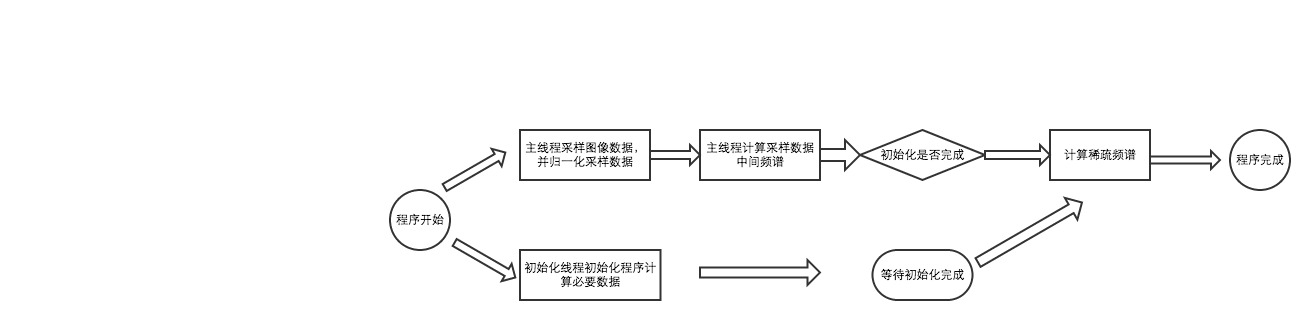 主线程采样图像数据，
并归一化采样数据
主线程计算采样数据
中间频谱
初始化是否完成
计算稀疏频谱
程序完成
程序开始
初始化线程初始化程序计
算必要数据
等待初始化完成